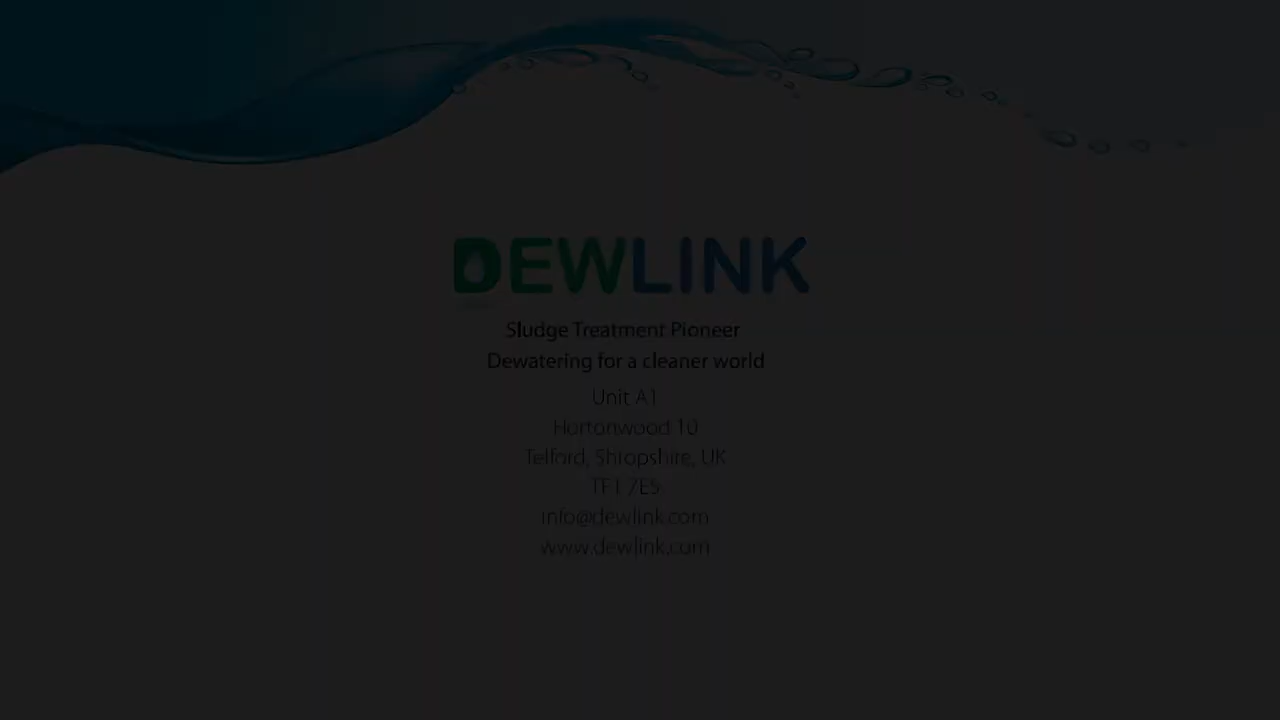 DEWLINK
Sludge Treatment Pioneer
Dewatering for a cleaner world
Unit A1
Hortonwood 10
Telford, Shropshire, UK
TF1 7ES
info@dewlink.com
www.dewlink.com